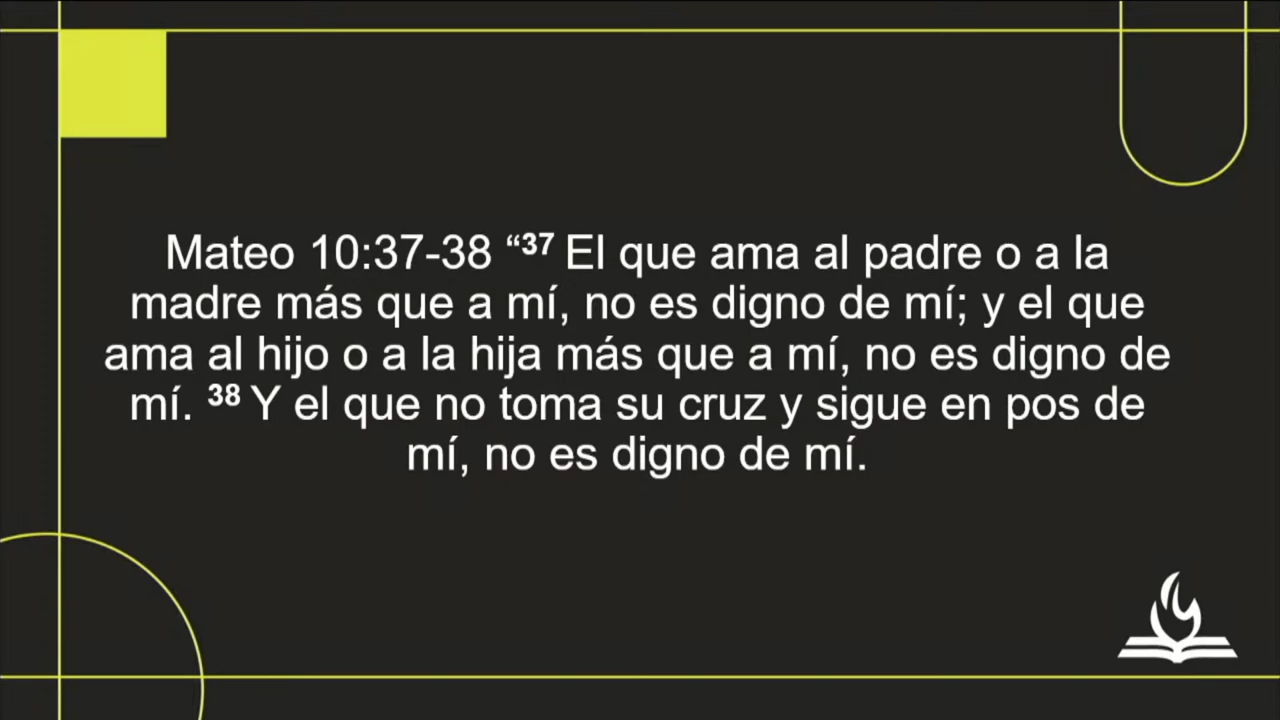 Mateo 10:37-38 “37 El que ama al padre o a la
madre más que a mí, no es digno de mí; y el que
ama al hijo o a la hija más que a mí, no es digno de
mí. 38 Y el que no toma su cruz y sigue en pos de
mí, no es digno de mí.